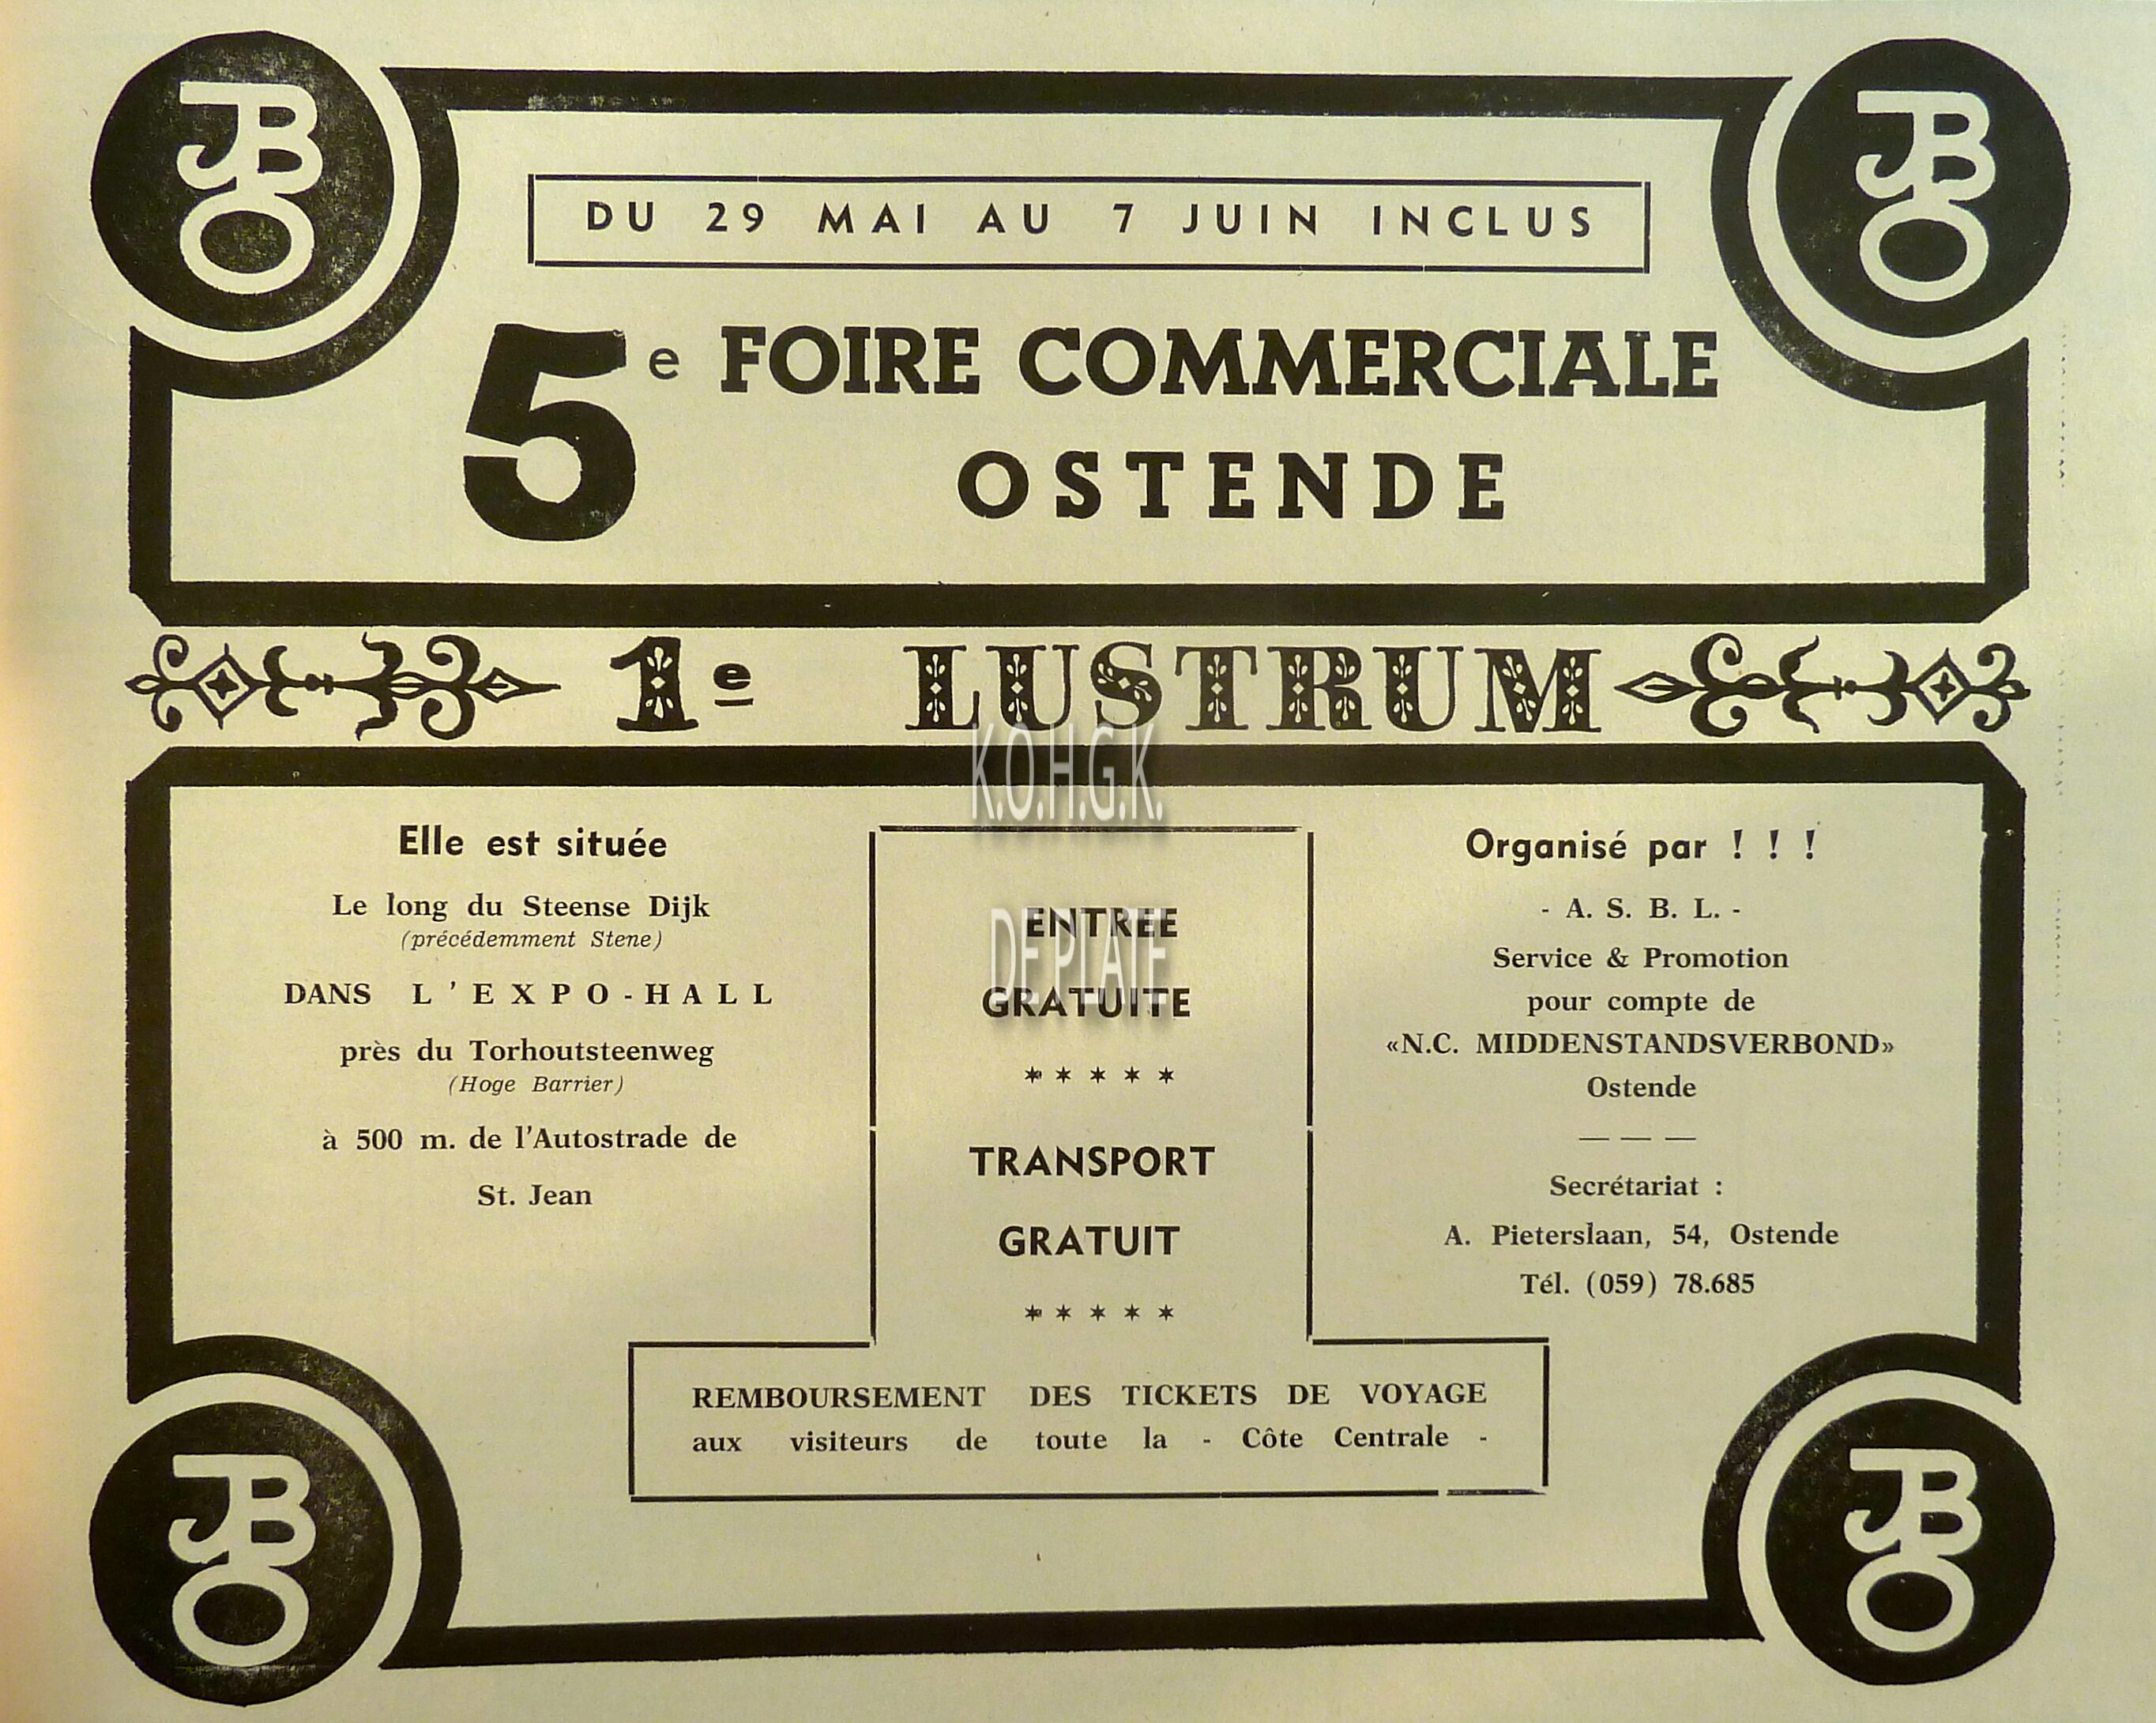 JBO
JBO
DU 29 MAI AU 7 JUIN INCLUS
5e FOIRE COMMERCIALE
OSTENDE
1e LUSTRUM
K.O.H.G.K.
DE PLATE
Elle est située
Le long du Steense Dijk
(précédemment Stene)
DANS L'EXPO-HALL
près du Torhoutsteenweg
(Hoge Barrier)
à 500 m. de l'Autostrade de
St. Jean
ENTREE
GRATUITE
* * * * *
TRANSPORT
GRATUIT
* * * * *
Organisé par ! ! !
- A. S. B. L. -
Service & Promotion
pour compte de
«N.C. MIDDENSTANDSVERBOND»
Ostende
— — —
Secrétariat :
A. Pieterslaan, 54, Ostende
Tél. (059) 78.685
REMBOURSEMENT DES TICKETS DE VOYAGE
aux visiteurs de toute la - Côte Centrale -
JBO
JBO